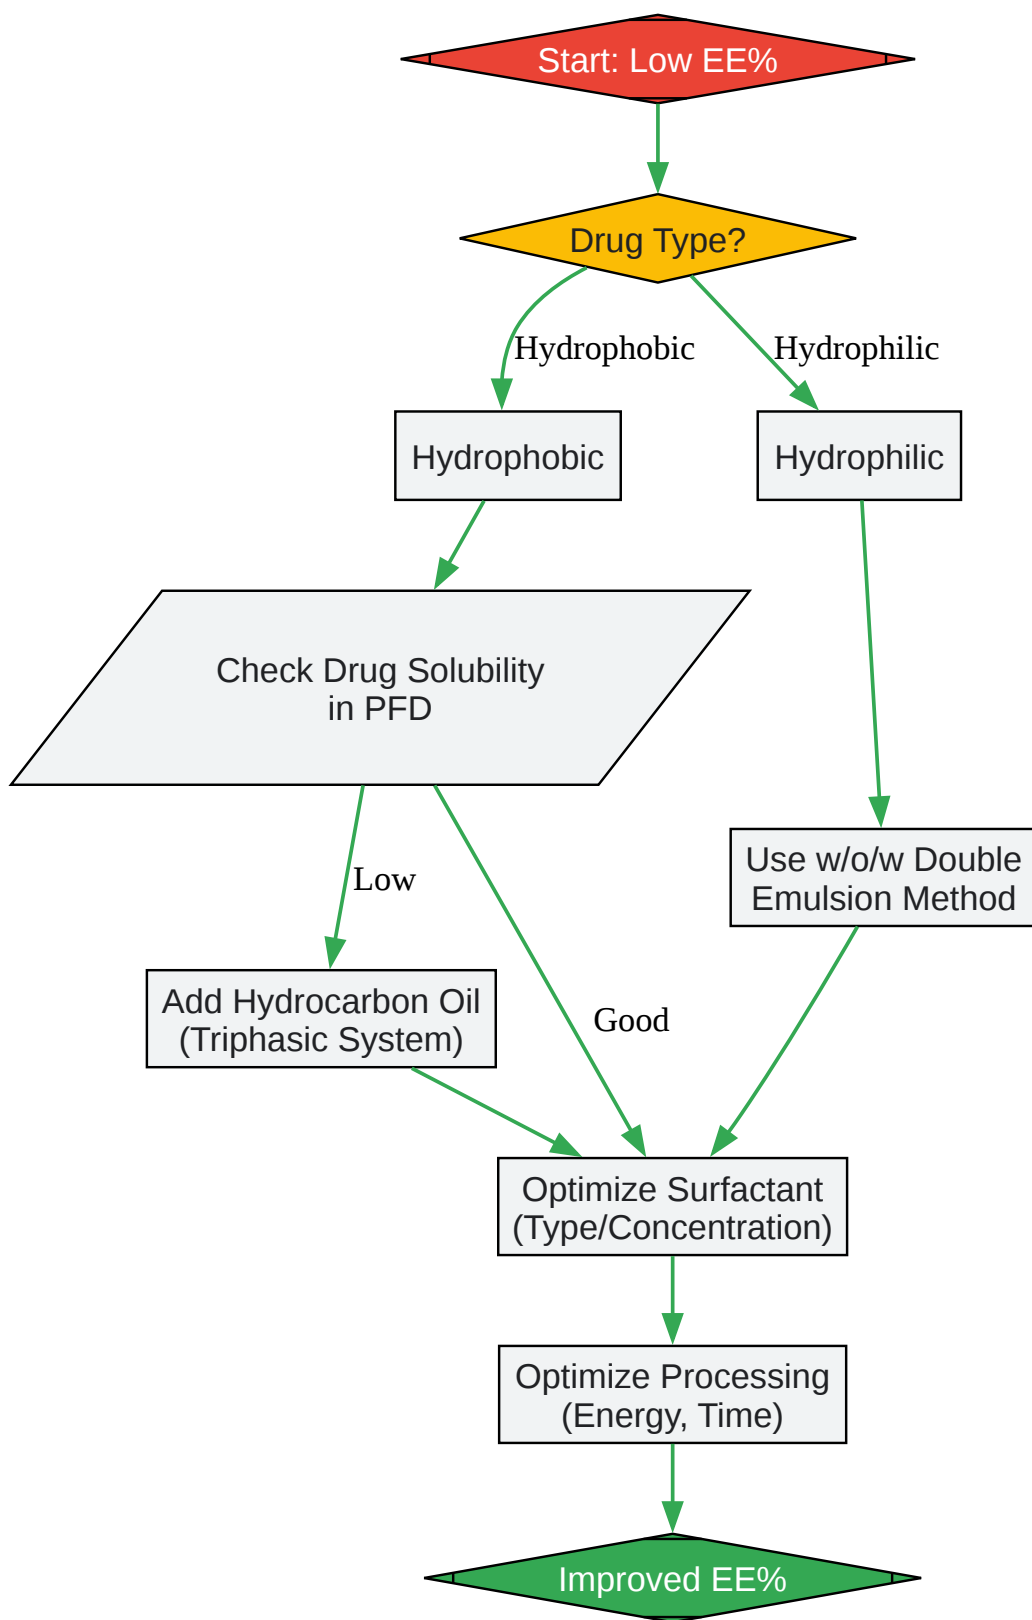 Start: Low EE%
Drug Type?
Hydrophobic
Hydrophilic
Hydrophobic
Hydrophilic
Check Drug Solubility
in PFD
Low
Use w/o/w Double
Emulsion Method
Add Hydrocarbon Oil
(Triphasic System)
Good
Optimize Surfactant
(Type/Concentration)
Optimize Processing
(Energy, Time)
Improved EE%